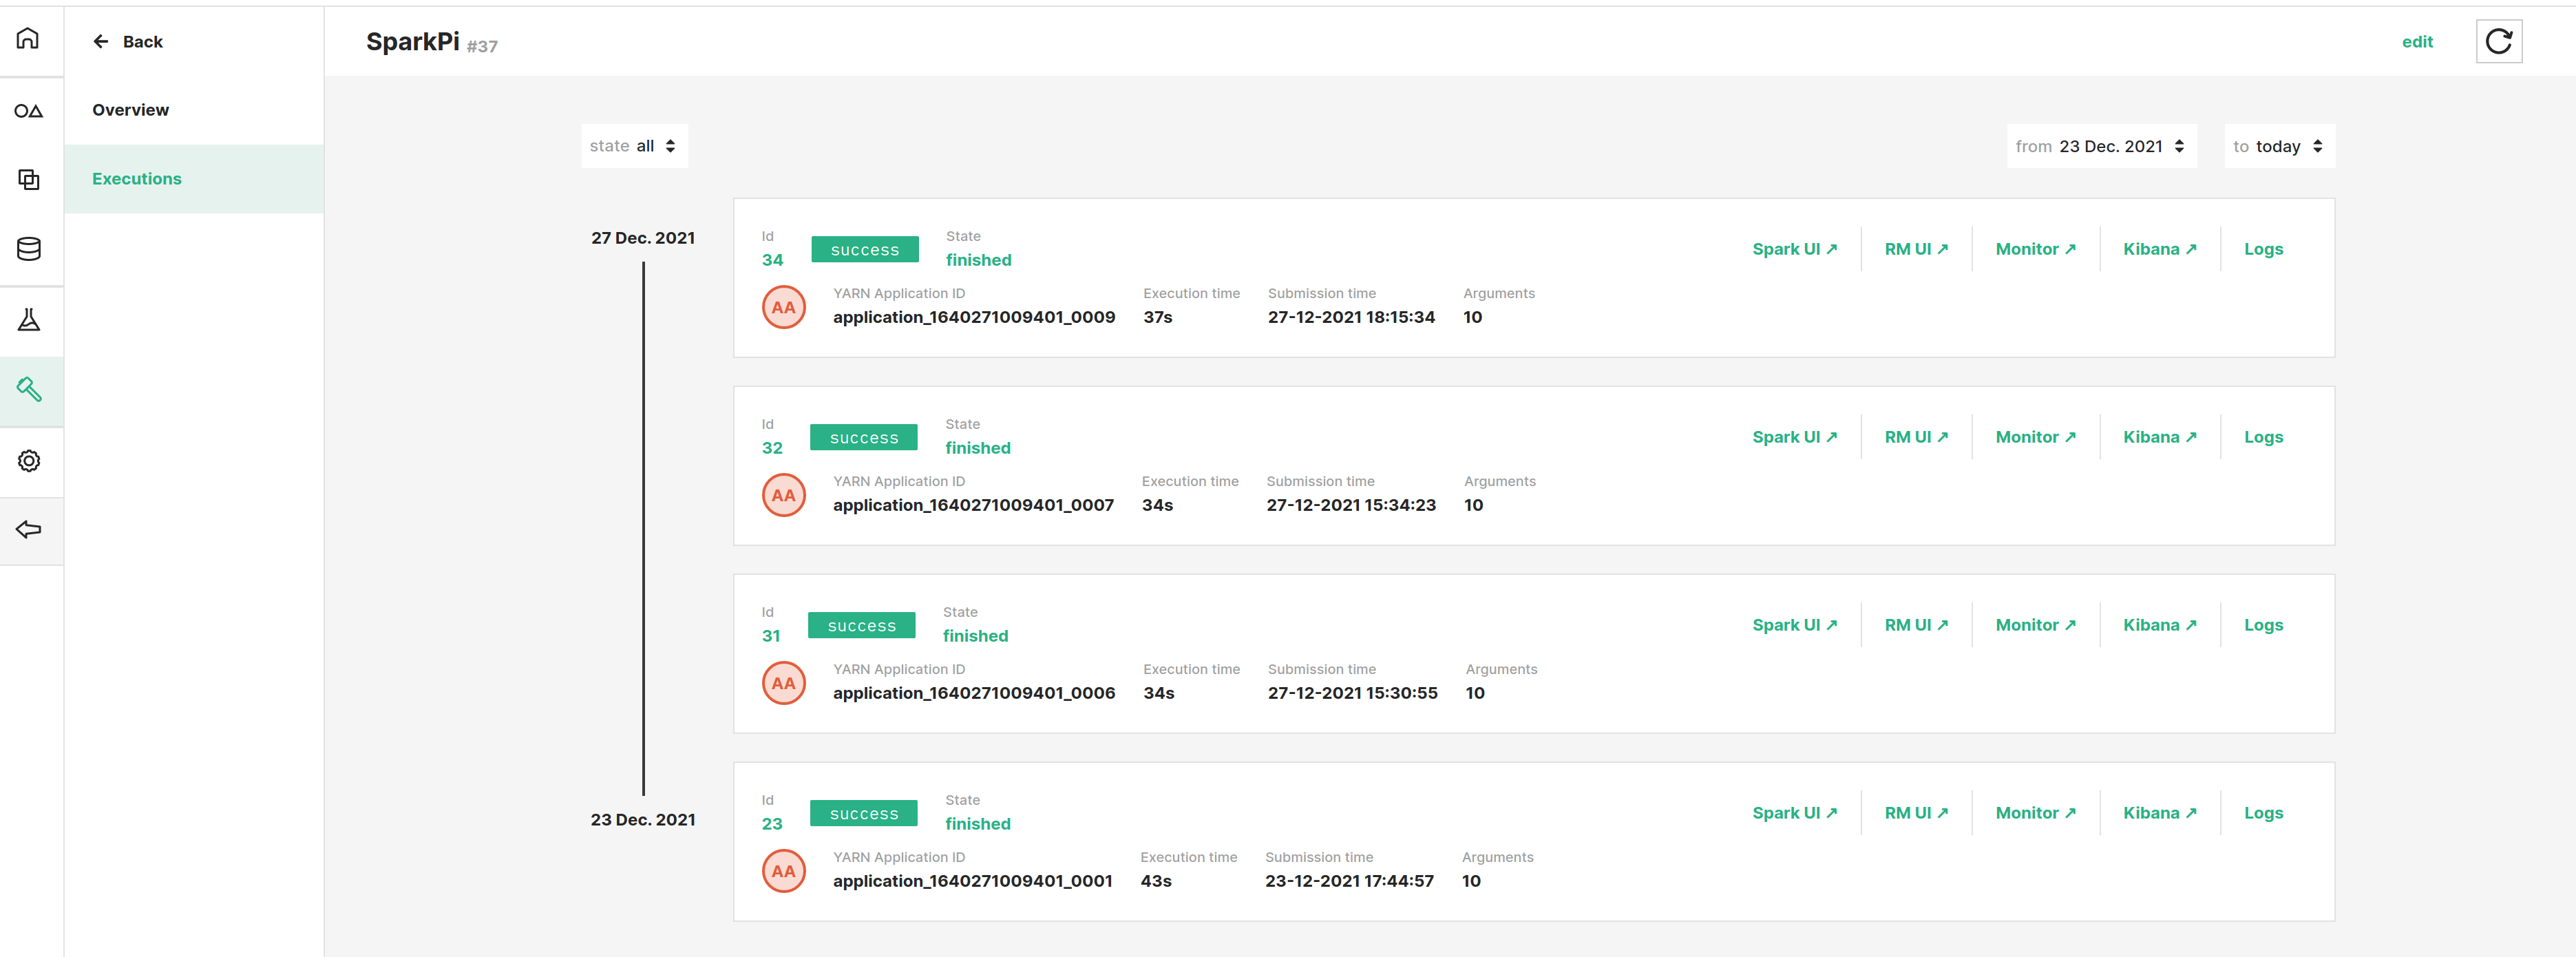 Back
Overview
Executions
SparkPi #37
edit
state all
from 23 Dec. 2021
to today
27 Dec. 2021
Id State
34 success finished
Spark UI ↗ RM UI ↗ Monitor ↗ Kibana ↗ Logs
AA
YARN Application ID Execution time Submission time Arguments
application_1640271009401_0009 37s 27-12-2021 18:15:34 10
Id State
32 success finished
Spark UI ↗ RM UI ↗ Monitor ↗ Kibana ↗ Logs
AA
YARN Application ID Execution time Submission time Arguments
application_1640271009401_0007 34s 27-12-2021 15:34:23 10
Id State
31 success finished
Spark UI ↗ RM UI ↗ Monitor ↗ Kibana ↗ Logs
AA
YARN Application ID Execution time Submission time Arguments
application_1640271009401_0006 34s 27-12-2021 15:30:55 10
23 Dec. 2021
Id State
23 success finished
Spark UI ↗ RM UI ↗ Monitor ↗ Kibana ↗ Logs
AA
YARN Application ID Execution time Submission time Arguments
application_1640271009401_0001 43s 23-12-2021 17:44:57 10